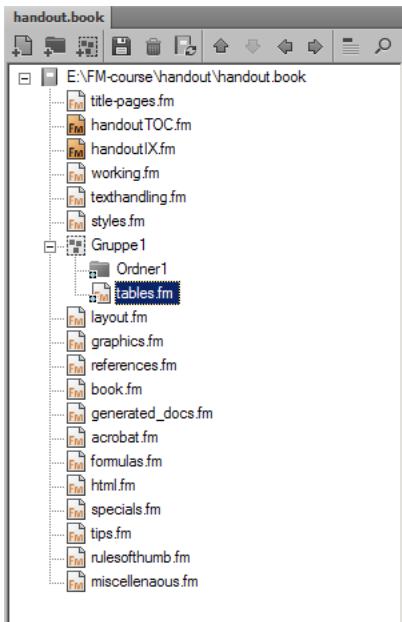 handout.book
E:\FM-course\handout\handout.book
title-pages.fm
handoutTOC.fm
handoutIX.fm
working.fm
texthandling.fm
styles.fm
Gruppe1
Ordner1
tables.fm
layout.fm
graphics.fm
references.fm
book.fm
generated_docs.fm
acrobat.fm
formulas.fm
html.fm
specials.fm
tips.fm
rulesofthumb.fm
miscellenaous.fm